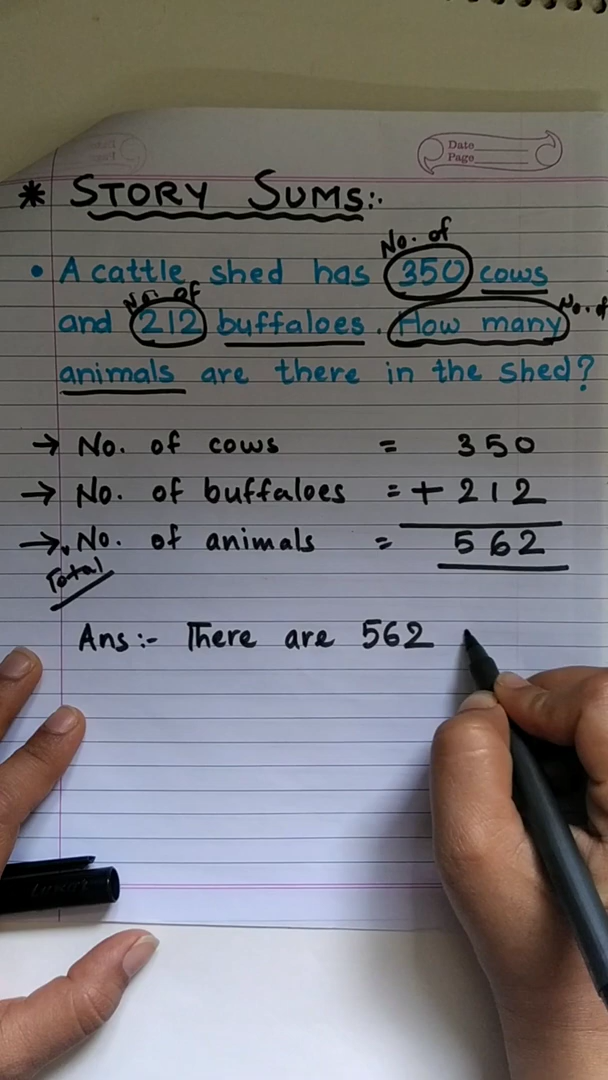 Date
Page
* STORY SUMS:-
No. of
• A cattle shed has 350 cows
No. of
and 212 buffaloes. How many No. of
animals are there in the shed?
→ No. of cows = 350
→ No. of buffaloes = + 212
→ No. of animals = 562
Total
Ans:- There are 562